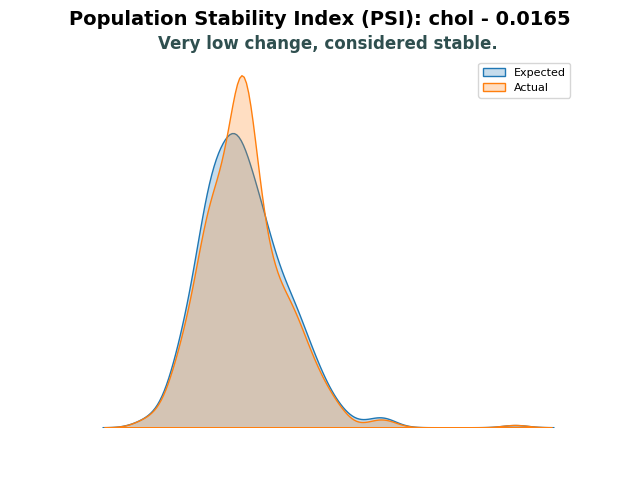 Population Stability Index (PSI): chol - 0.0165
Very low change, considered stable.
Expected
Actual